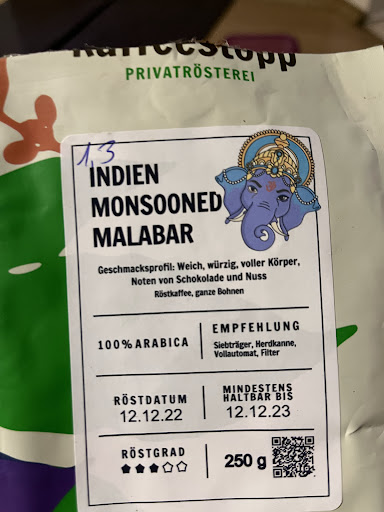 Kaffeestopp
PRIVATRÖSTEREI
1,3
INDIEN
MONSOONED
MALABAR
Geschmacksprofil: Weich, würzig, voller Körper,
Noten von Schokolade und Nuss
Röstkaffee, ganze Bohnen
100% ARABICA
EMPFEHLUNG
Siebträger, Herdkanne,
Vollautomat, Filter
RÖSTDATUM
12.12.22
MINDESTENS
HALTBAR BIS
12.12.23
RÖSTGRAD
★★★☆☆
250 g